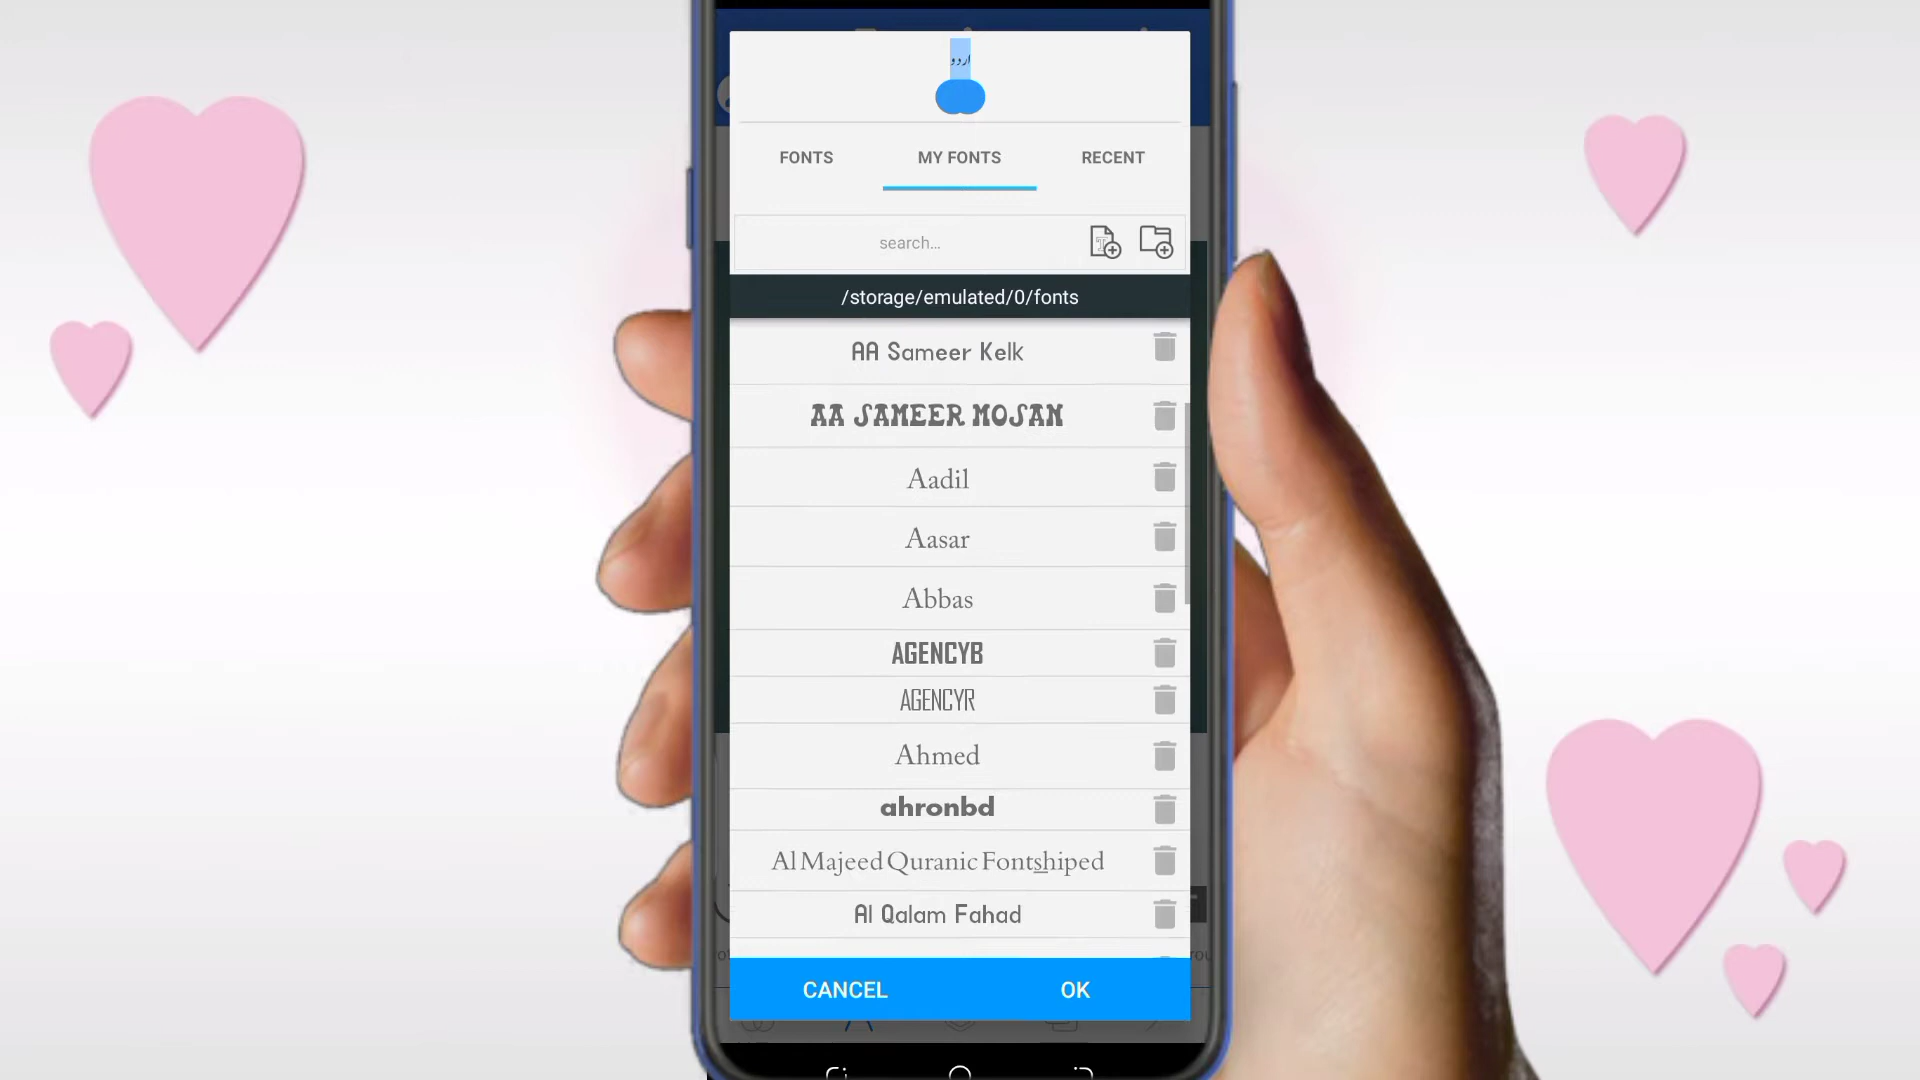 اردو
FONTS MY FONTS RECENT
search...
/storage/emulated/0/fonts
AA Sameer Kelk
AA SAMEER MOSAN
Aadil
Aasar
Abbas
AGENCYB
AGENCYR
Ahmed
ahronbd
Al Majeed Quranic Fontshiped
Al Qalam Fahad
CANCEL OK